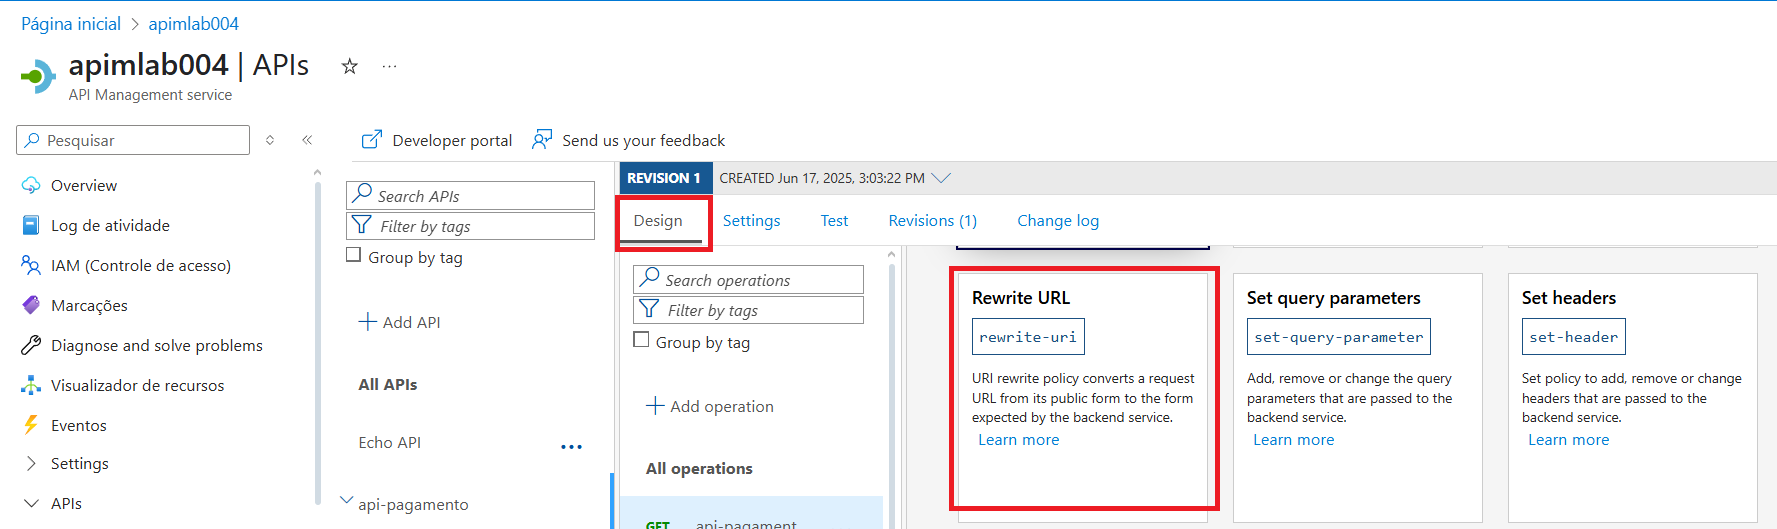 Página inicial > apimlab004
apimlab004 | APIs
API Management service
Pesquisar
Overview
Log de atividade
IAM (Controle de acesso)
Marcações
Diagnose and solve problems
Visualizador de recursos
Eventos
Settings
APIs
Developer portal
Send us your feedback
Search APIs
Filter by tags
Group by tag
Add API
All APIs
Echo API
api-pagamento
REVISION 1
CREATED Jun 17, 2025, 3:03:22 PM
Design
Settings
Test
Revisions (1)
Change log
Search operations
Filter by tags
Group by tag
Add operation
All operations
GET api-pagament
Rewrite URL
rewrite-uri
URI rewrite policy converts a request
URL from its public form to the form
expected by the backend service.
Learn more
Set query parameters
set-query-parameter
Add, remove or change the query
parameters that are passed to the
backend service.
Learn more
Set headers
set-header
Set policy to add, remove or change
headers that are passed to the
backend service.
Learn more